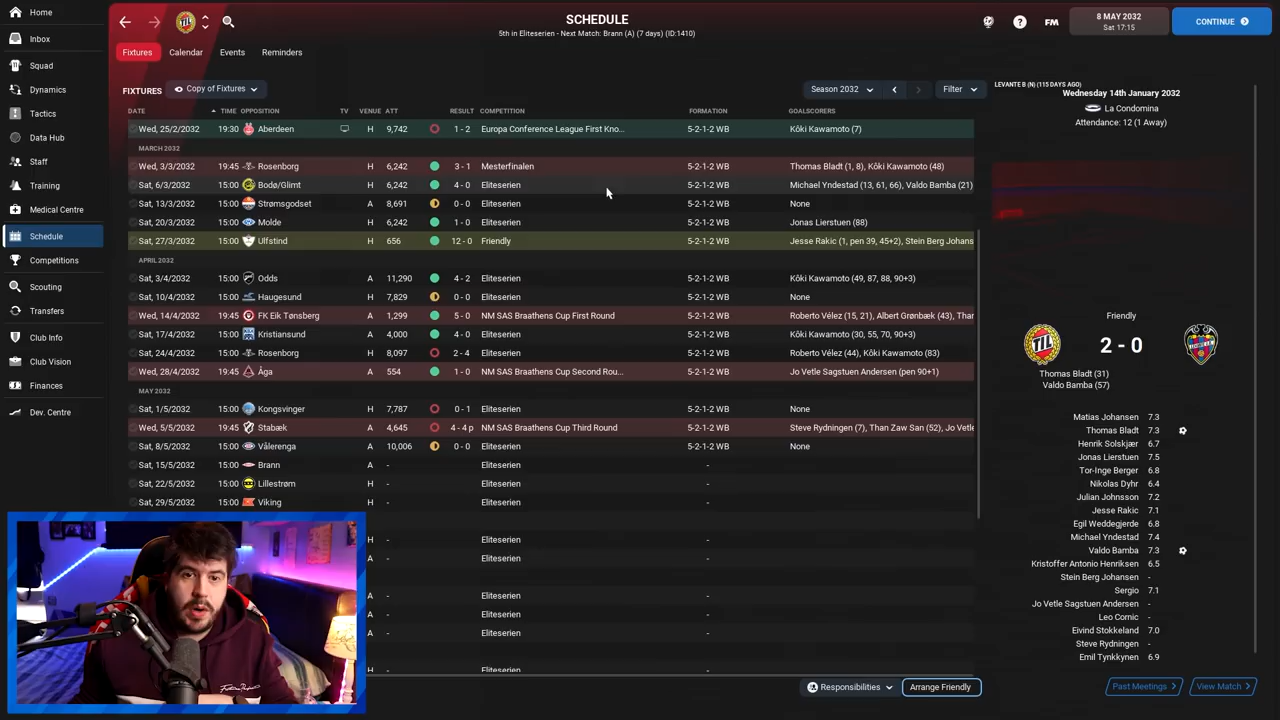 Home
Inbox
Squad
Dynamics
Tactics
Data Hub
Staff
Training
Medical Centre
Schedule
Competitions
Scouting
Transfers
Club Info
Club Vision
Finances
Dev. Centre
SCHEDULE
5th in Eliteserien - Next Match: Brann (A) (7 days) (ID:1410)
FM
8 MAY 2032
Sat 17:15
CONTINUE
Fixtures Calendar Events Reminders
FIXTURES Copy of Fixtures Season 2032 Filter
DATE TIME OPPOSITION TV VENUE ATT RESULT COMPETITION FORMATION GOALSCORERS
Wed, 25/2/2032 19:30 Aberdeen H 9,742 1 - 2 Europa Conference League First Kno... 5-2-1-2 WB Kôki Kawamoto (7)
MARCH 2032
Wed, 3/3/2032 19:45 Rosenborg H 6,242 3 - 1 Mesterfinalen 5-2-1-2 WB Thomas Bladt (1, 8), Kôki Kawamoto (48)
Sat, 6/3/2032 15:00 Bodø/Glimt H 6,242 4 - 0 Eliteserien 5-2-1-2 WB Michael Yndestad (13, 61, 66), Valdo Bamba (21)
Sat, 13/3/2032 15:00 Strømsgodset A 8,691 0 - 0 Eliteserien 5-2-1-2 WB None
Sat, 20/3/2032 15:00 Molde H 6,242 1 - 0 Eliteserien 5-2-1-2 WB Jonas Lierstuen (88)
Sat, 27/3/2032 15:00 Ulfstind H 656 12 - 0 Friendly 5-2-1-2 WB Jesse Rakic (1, pen 39, 45+2), Stein Berg Johans
APRIL 2032
Sat, 3/4/2032 15:00 Odds A 11,290 4 - 2 Eliteserien 5-2-1-2 WB Kôki Kawamoto (49, 87, 88, 90+3)
Sat, 10/4/2032 15:00 Haugesund H 7,829 0 - 0 Eliteserien 5-2-1-2 WB None
Wed, 14/4/2032 19:45 FK Eik Tønsberg A 1,299 5 - 0 NM SAS Braathens Cup First Round 5-2-1-2 WB Roberto Vélez (15, 21), Albert Grønbæk (43), Than
Sat, 17/4/2032 15:00 Kristiansund A 4,000 4 - 0 Eliteserien 5-2-1-2 WB Kôki Kawamoto (30, 55, 70, 90+3)
Sat, 24/4/2032 15:00 Rosenborg H 8,097 2 - 4 Eliteserien 5-2-1-2 WB Roberto Vélez (44), Kôki Kawamoto (83)
Wed, 28/4/2032 19:45 Åga A 554 1 - 0 NM SAS Braathens Cup Second Rou... 5-2-1-2 WB Jo Vetle Sagstuen Andersen (pen 90+1)
MAY 2032
Sat, 1/5/2032 15:00 Kongsvinger H 7,787 0 - 1 Eliteserien 5-2-1-2 WB None
Wed, 5/5/2032 19:45 Stabæk A 4,645 4 - 4 p NM SAS Braathens Cup Third Round 5-2-1-2 WB Steve Rydningen (7), Than Zaw San (52), Jo Vetle
Sat, 8/5/2032 15:00 Vålerenga A 10,006 0 - 0 Eliteserien 5-2-1-2 WB None
Sat, 15/5/2032 15:00 Brann A - Eliteserien -
Sat, 22/5/2032 15:00 Lillestrøm H - Eliteserien -
Sat, 29/5/2032 15:00 Viking H - Eliteserien -
H - Eliteserien -
A - Eliteserien -
A - Eliteserien -
H - Eliteserien -
A - Eliteserien -
H - Eliteserien -
Responsibilities Arrange Friendly
LEVANTE B (N) (115 DAYS AGO)
Wednesday 14th January 2032
La Condomina
Attendance: 12 (1 Away)
Friendly
TIL
2 - 0
Thomas Bladt (31)
Valdo Bamba (57)
Matias Johansen 7.3
Thomas Bladt 7.3
Henrik Solskjær 6.7
Jonas Lierstuen 7.5
Tor-Inge Berger 6.8
Nikolas Dyhr 6.4
Julian Johnsson 7.2
Jesse Rakic 7.1
Egil Weddegjerde 6.8
Michael Yndestad 7.4
Valdo Bamba 7.3
Kristoffer Antonio Henriksen 6.5
Stein Berg Johansen -
Sergio 7.1
Jo Vetle Sagstuen Andersen -
Leo Cornic -
Eivind Stokkeland 7.0
Steve Rydningen -
Emil Tynkkynen 6.9
Past Meetings View Match